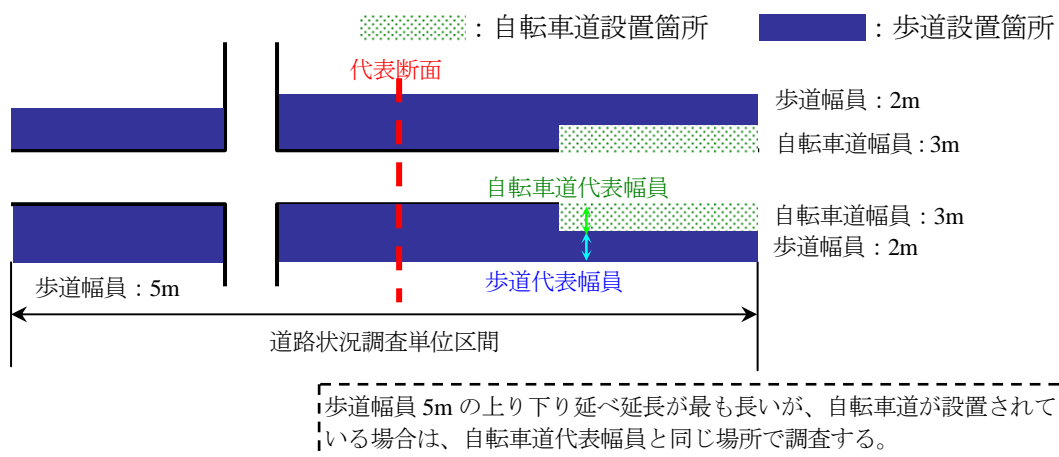 ：自転車道設置箇所 ：歩道設置箇所
代表断面
歩道幅員：2m
自転車道幅員：3m
自転車道代表幅員
自転車道幅員：3m
歩道幅員：2m
歩道幅員：5m
歩道代表幅員
道路状況調査単位区間
歩道幅員 5m の上り下り延べ延長が最も長いが、自転車道が設置されて
いる場合は、自転車道代表幅員と同じ場所で調査する。